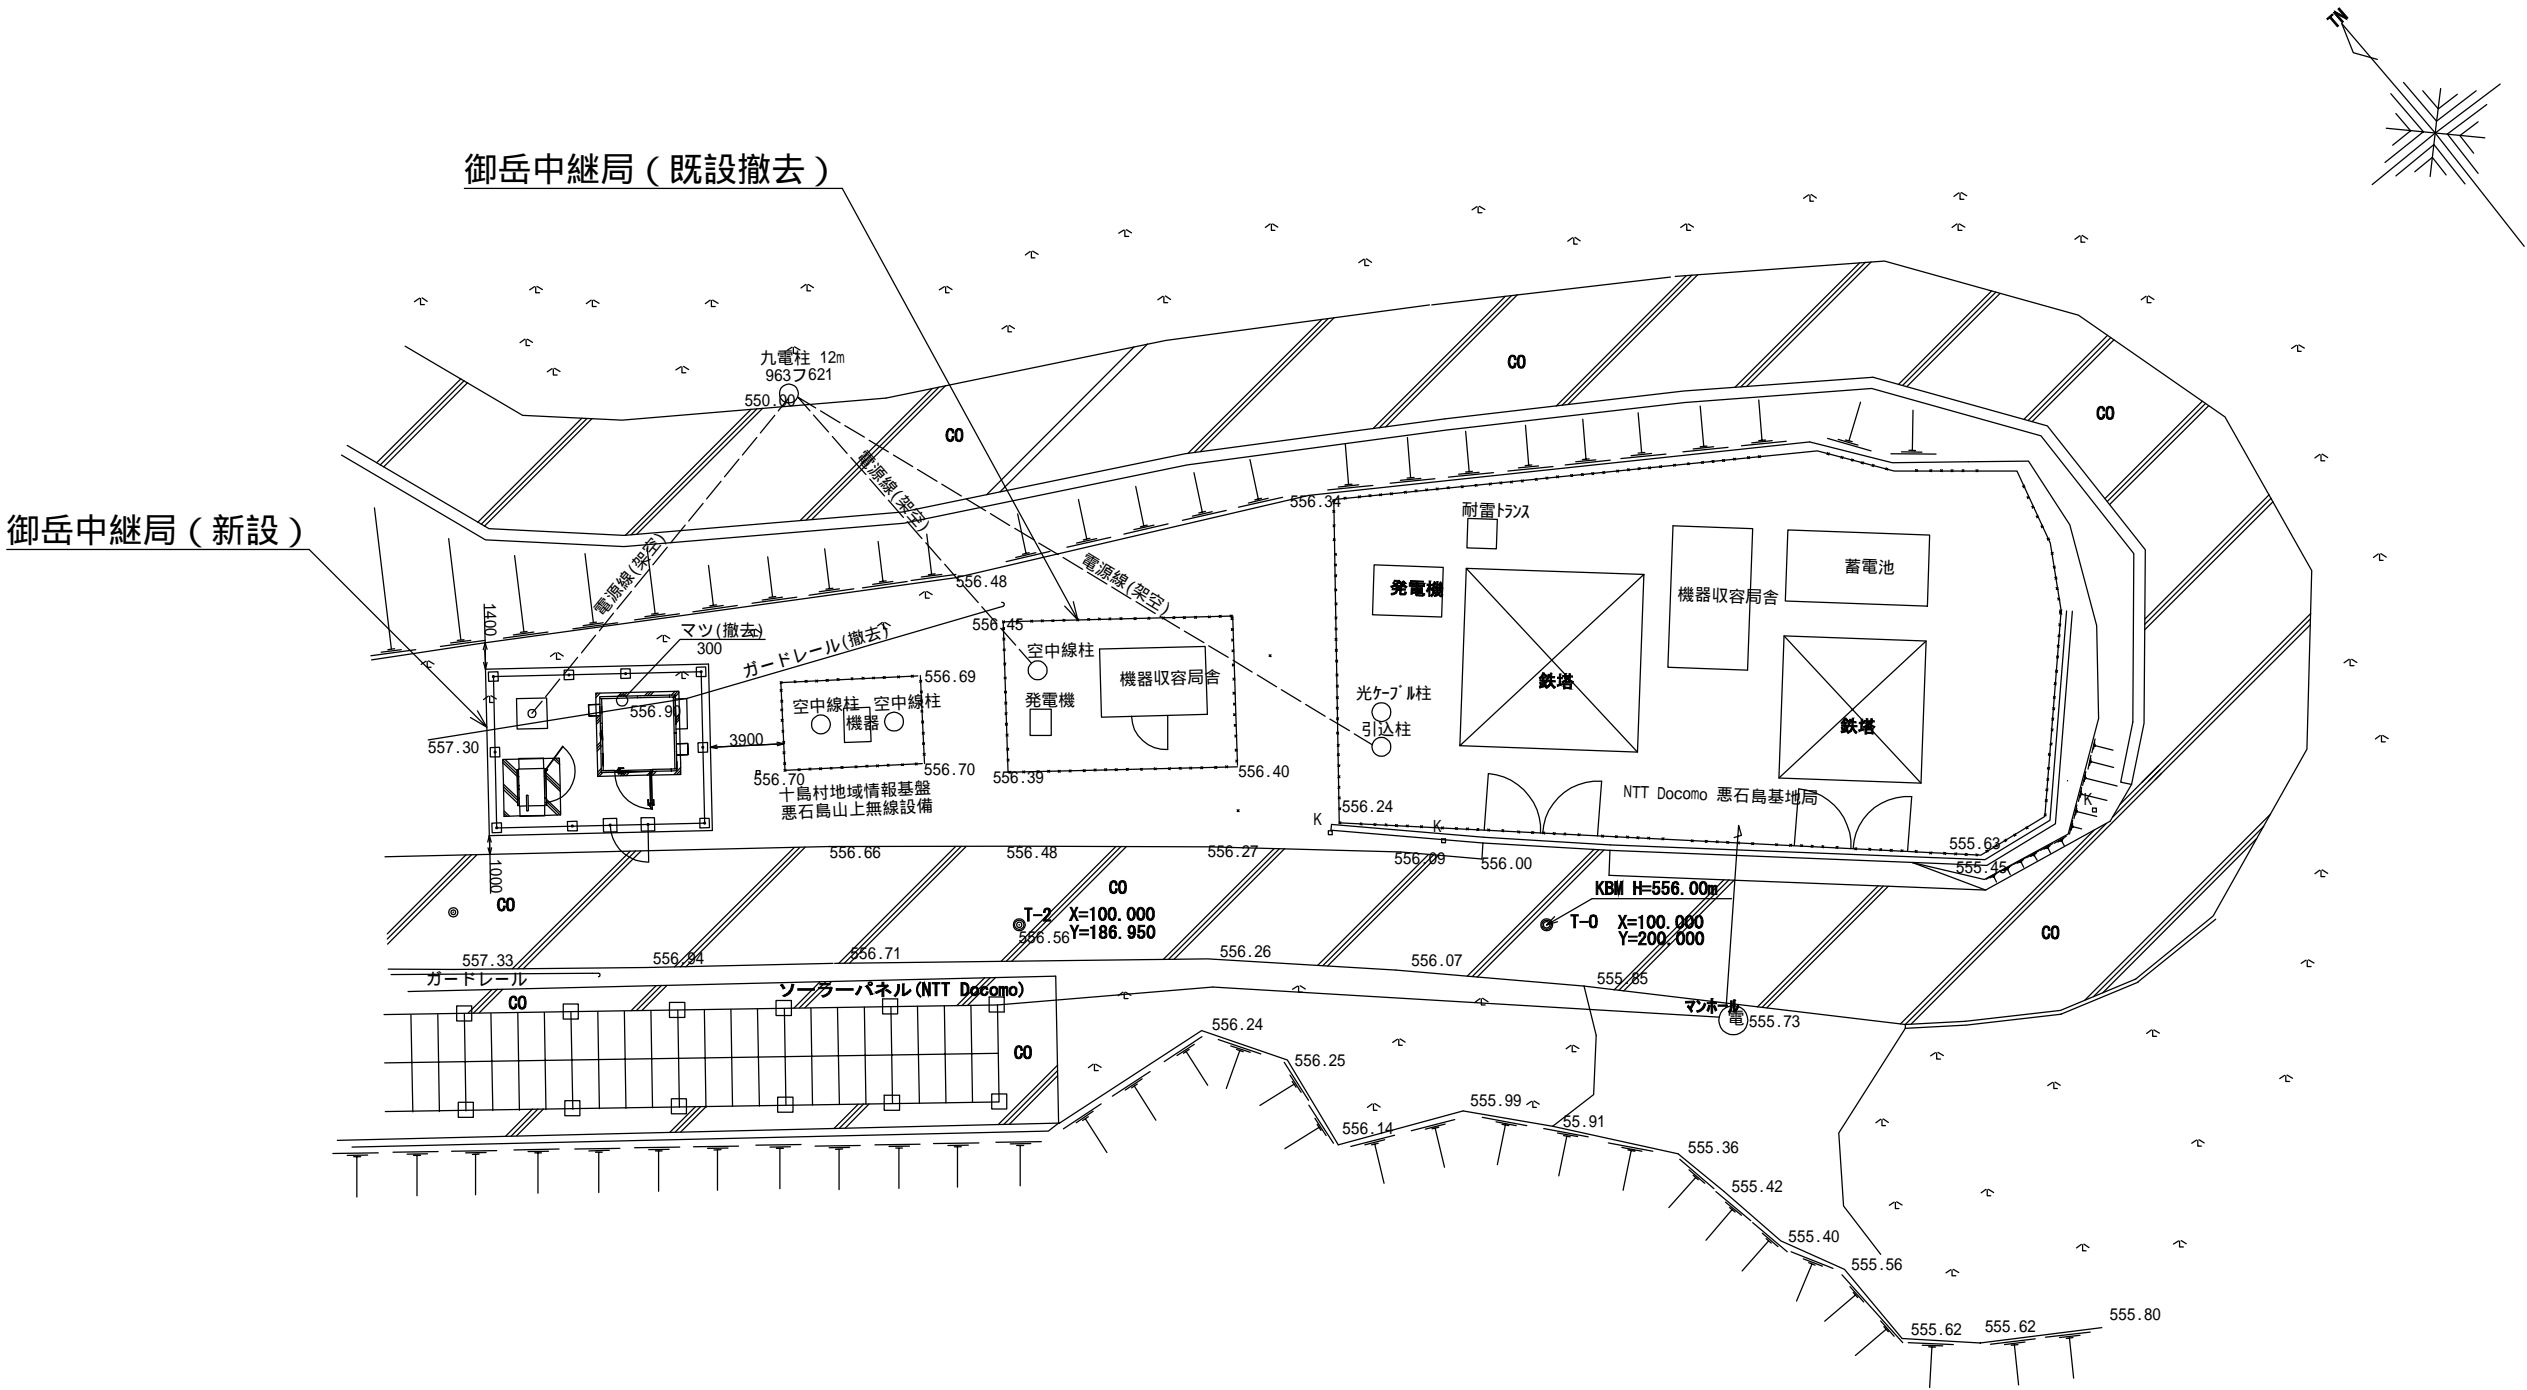 TN
御岳中継局（既設撤去）
九電柱 12m
963フ621
550.00
CO
CO
CO
電源線(架空)
電源線(架空)
電源線(架空)
御岳中継局（新設）
556.34
耐雷トランス
発電機
機器収容局舎
蓄電池
556.48
1400
556.45
マツ(撤去)
300
ガードレール(撤去)
空中線柱
機器収容局舎
発電機
556.69
空中線柱
空中線柱
機器
556.90
557.30
3900
556.70
556.70
556.39
556.40
十島村地域情報基盤
悪石島山上無線設備
鉄塔
鉄塔
光ケーブル柱
引込柱
NTT Docomo 悪石島基地局
556.24
K
K
K
555.63
555.45
1000
556.66
556.48
556.27
556.09
556.00
CO
CO
KBM H=556.00m
T-2 X=100.000
Y=186.950
556.56
T-0 X=100.000
Y=200.000
CO
557.33
556.94
556.71
556.26
556.07
555.85
ガードレール
CO
ソーラーパネル(NTT Docomo)
マンホール
電
555.73
CO
556.24
556.25
556.14
555.99
55.91
555.36
555.42
555.40
555.56
555.62
555.62
555.80